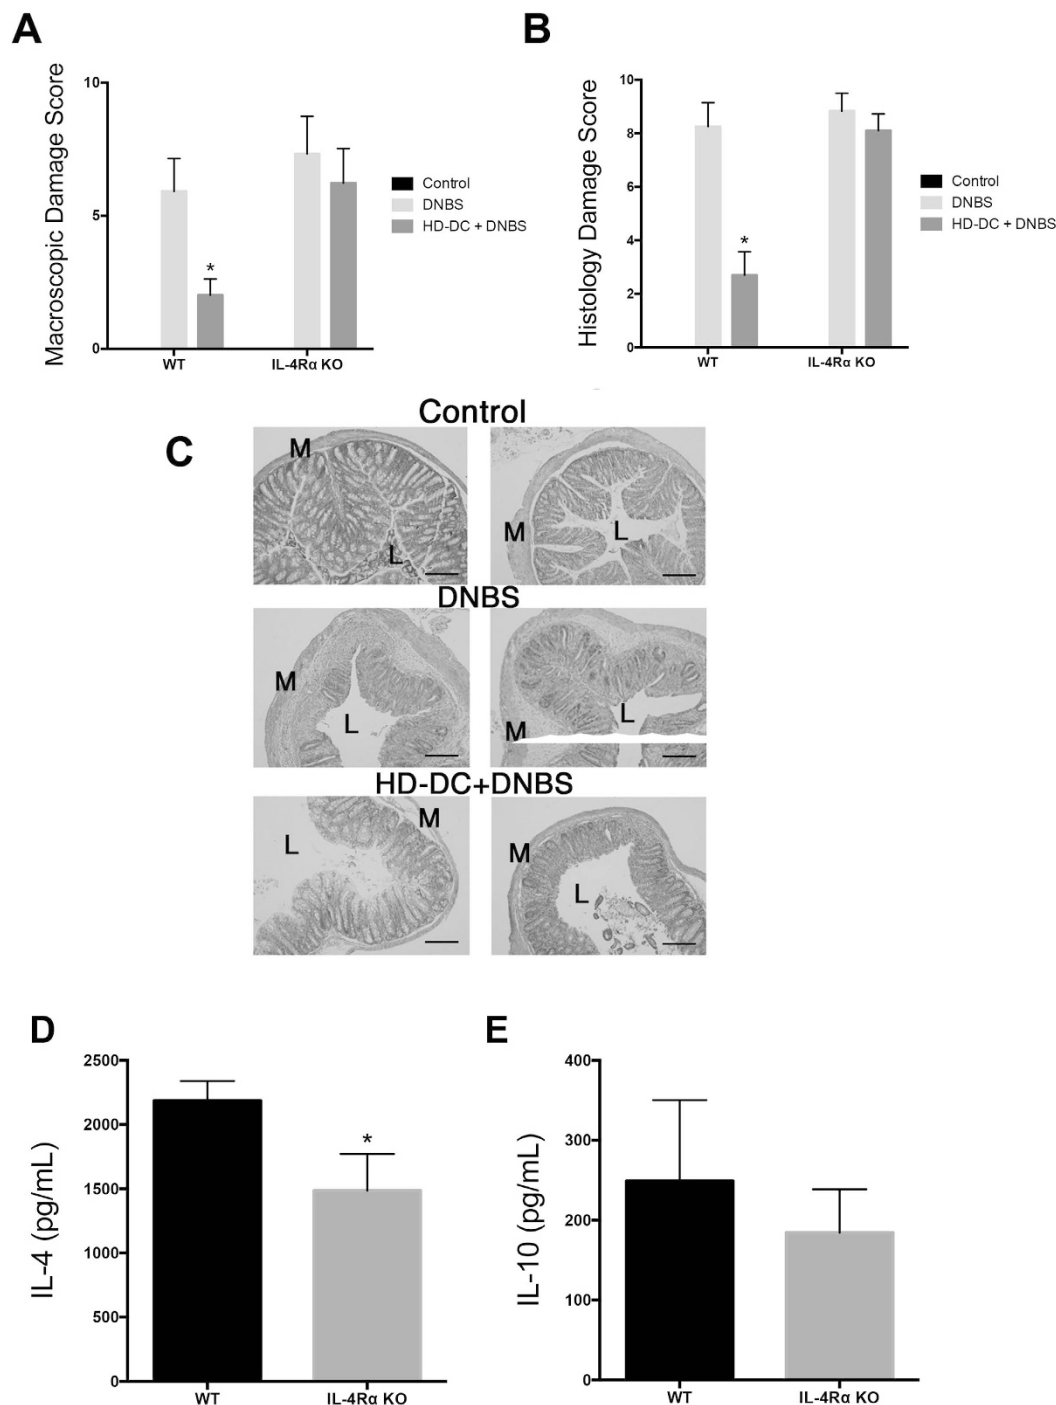 A
Macroscopic Damage Score
10
5
0
*
WT
IL-4Rα KO
Control
DNBS
HD-DC + DNBS
B
Histology Damage Score
10
8
6
4
2
0
*
WT
IL-4Rα KO
Control
DNBS
HD-DC + DNBS
C
Control
M
L
M
L
DNBS
M
L
M
L
HD-DC+DNBS
M
L
M
L
D
IL-4 (pg/mL)
2500
2000
1500
1000
500
0
*
WT
IL-4Rα KO
E
IL-10 (pg/mL)
400
300
200
100
0
WT
IL-4Rα KO